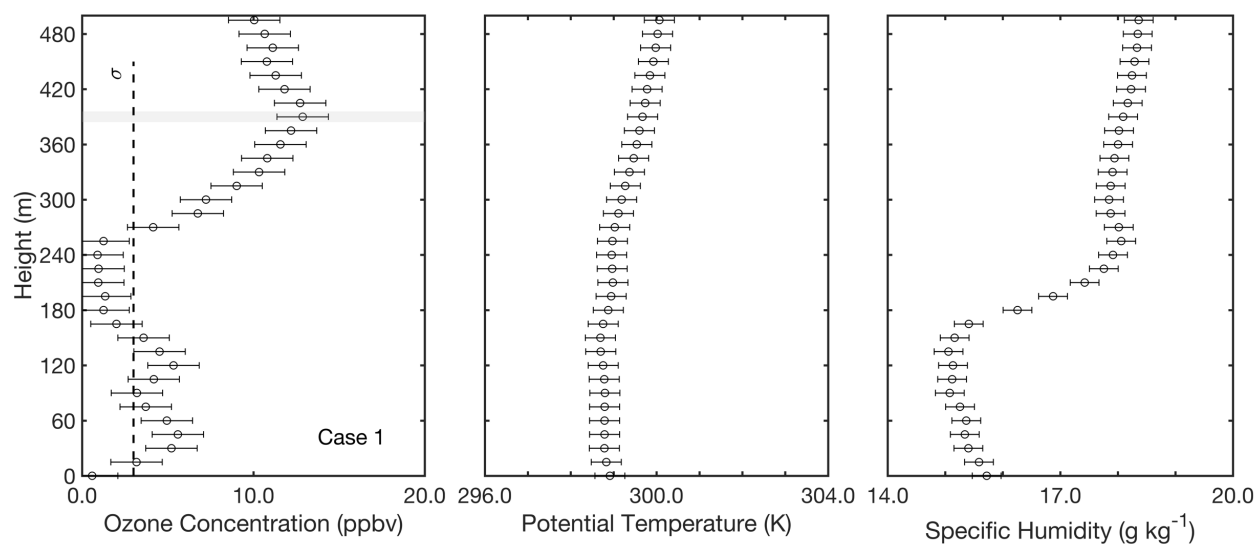 480
420
360
300
240
180
120
60
0
Height (m)
σ
Case 1
0.0 10.0 20.0
Ozone Concentration (ppbv)
296.0 300.0 304.0
Potential Temperature (K)
14.0 17.0 20.0
Specific Humidity (g kg⁻¹)